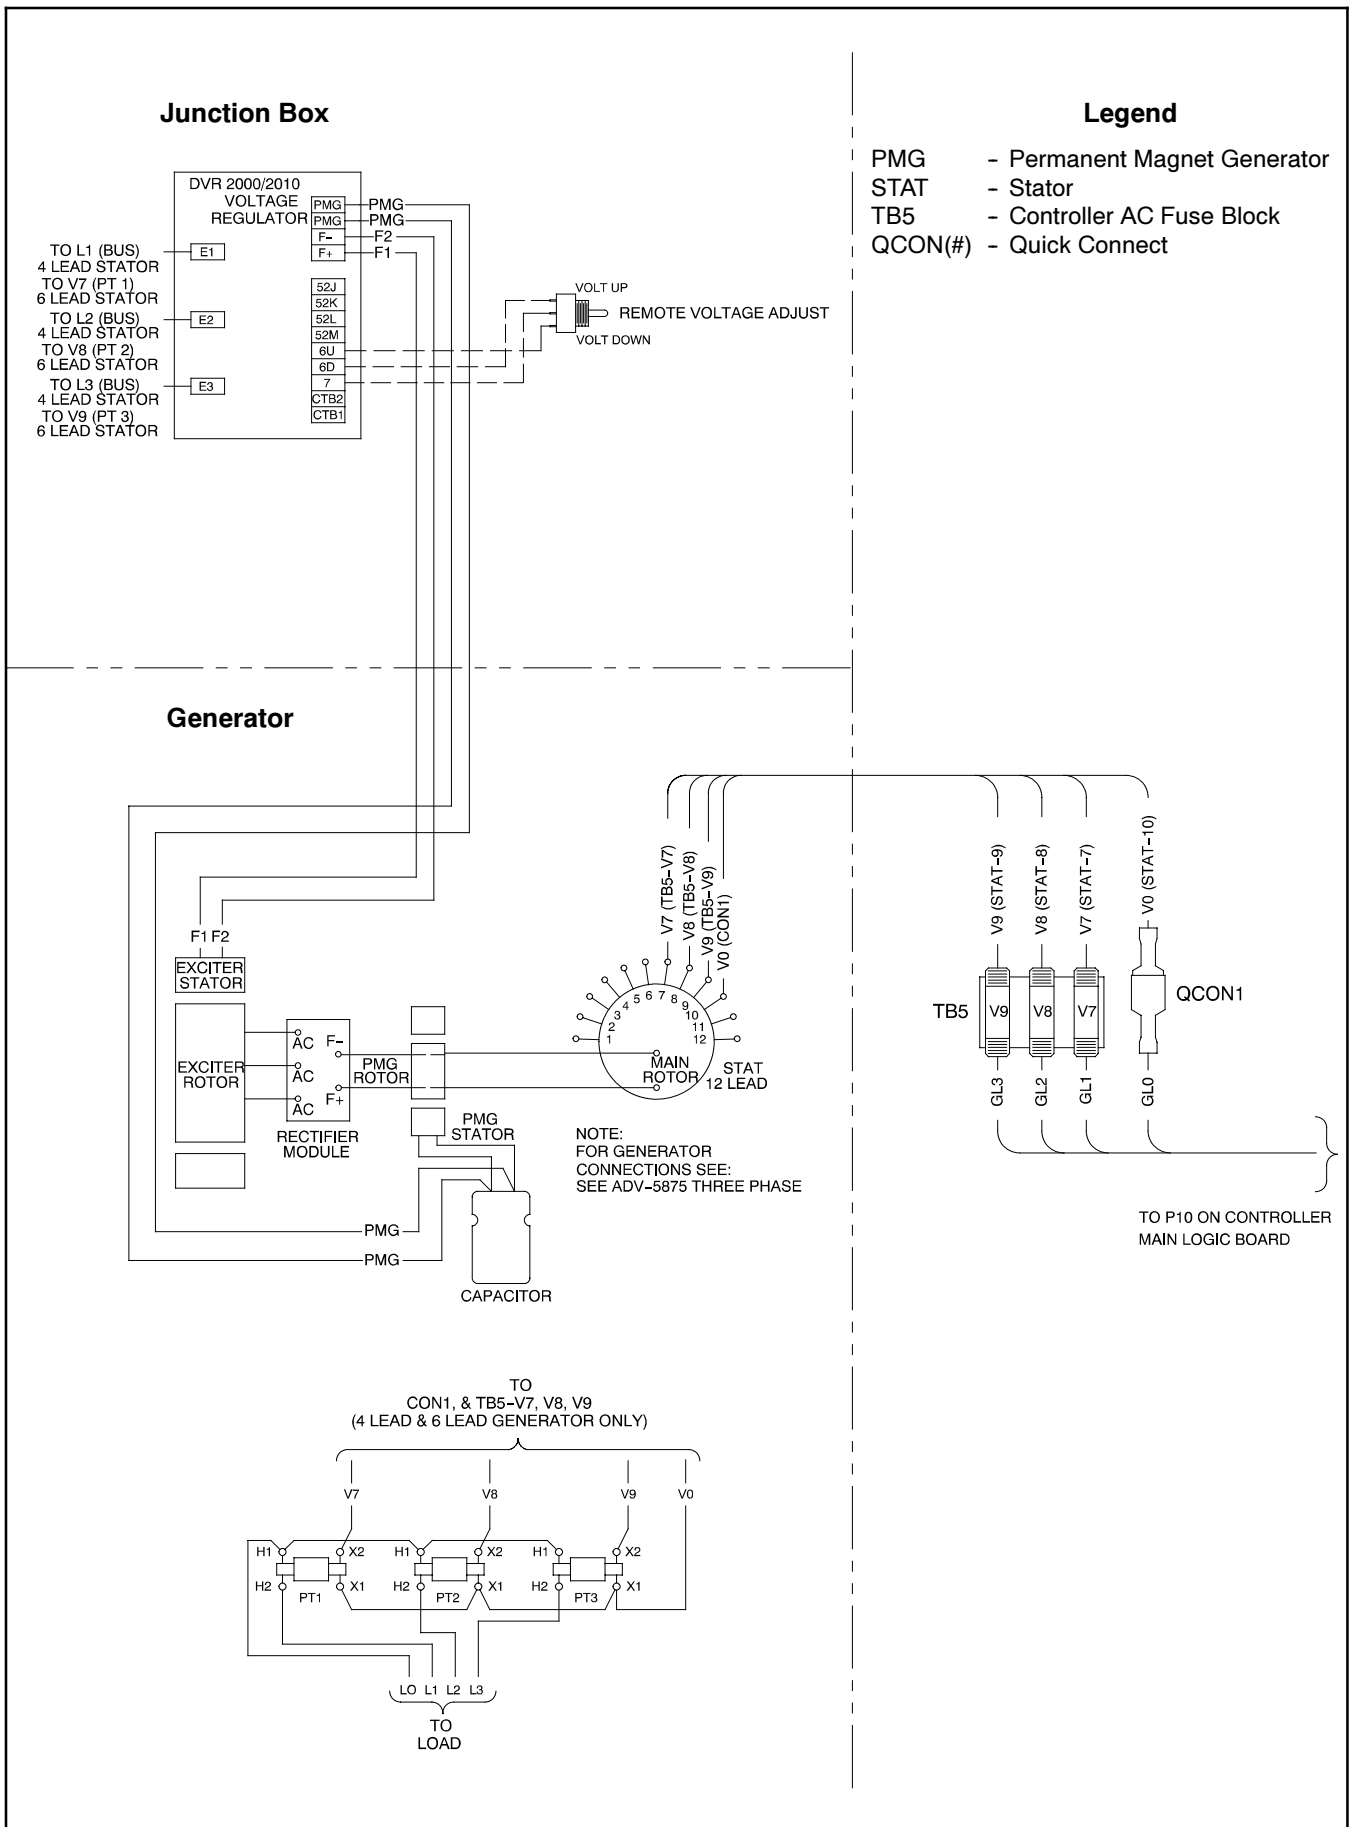 Junction Box
DVR 2000/2010
VOLTAGE
REGULATOR
PMG
PMG
F-
F+
PMG
PMG
F2
F1
E1
E2
E3
TO L1 (BUS)
4 LEAD STATOR
TO V7 (PT 1)
6 LEAD STATOR
TO L2 (BUS)
4 LEAD STATOR
TO V8 (PT 2)
6 LEAD STATOR
TO L3 (BUS)
4 LEAD STATOR
TO V9 (PT 3)
6 LEAD STATOR
52J
52K
52L
52M
6U
6D
7
CTB2
CTB1
VOLT UP
REMOTE VOLTAGE ADJUST
VOLT DOWN
Legend
PMG - Permanent Magnet Generator
STAT - Stator
TB5 - Controller AC Fuse Block
QCON(#) - Quick Connect
Generator
F1 F2
EXCITER
STATOR
EXCITER
ROTOR
AC
AC
AC
F-
F+
RECTIFIER
MODULE
PMG
ROTOR
PMG
STATOR
PMG
PMG
CAPACITOR
V7 (TB5-V7)
V8 (TB5-V8)
V9 (TB5-V9)
V0 (CON1)
1
2
3
4
5
6
7
8
9
10
11
12
MAIN
ROTOR
STAT
12 LEAD
NOTE:
FOR GENERATOR
CONNECTIONS SEE:
SEE ADV-5875 THREE PHASE
V9 (STAT-9)
V8 (STAT-8)
V7 (STAT-7)
V0 (STAT-10)
TB5
V9
V8
V7
QCON1
GL3
GL2
GL1
GL0
TO P10 ON CONTROLLER
MAIN LOGIC BOARD
TO
CON1, & TB5-V7, V8, V9
(4 LEAD & 6 LEAD GENERATOR ONLY)
V7
V8
V9
V0
H1
X2
H1
X2
H1
X2
H2
PT1
X1
H2
PT2
X1
H2
PT3
X1
LO
L1
L2
L3
TO
LOAD